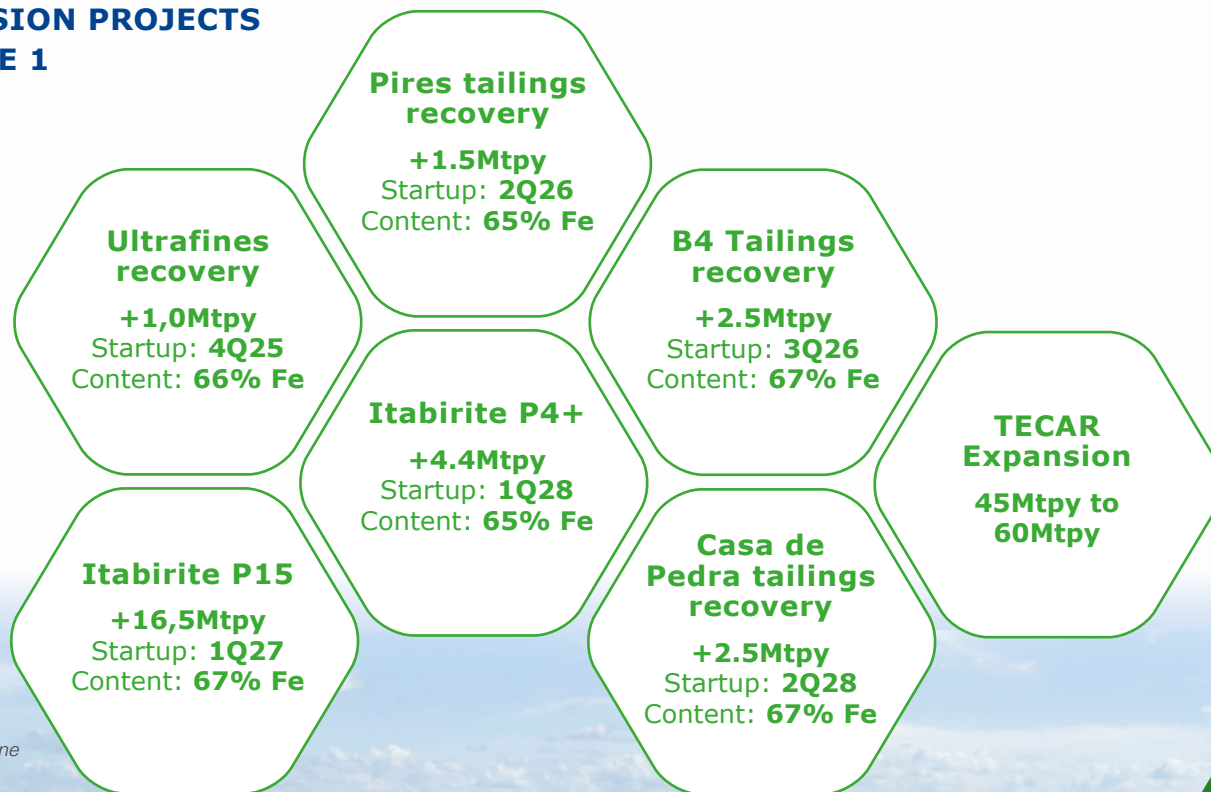 SION PROJECTS
E 1
Pires tailings
recovery
+1.5Mtpy
Startup: 2Q26
Content: 65% Fe
Ultrafines
recovery
+1,0Mtpy
Startup: 4Q25
Content: 66% Fe
B4 Tailings
recovery
+2.5Mtpy
Startup: 3Q26
Content: 67% Fe
Itabirite P4+
+4.4Mtpy
Startup: 1Q28
Content: 65% Fe
TECAR
Expansion
45Mtpy to
60Mtpy
Itabirite P15
+16,5Mtpy
Startup: 1Q27
Content: 67% Fe
Casa de
Pedra tailings
recovery
+2.5Mtpy
Startup: 2Q28
Content: 67% Fe
ne